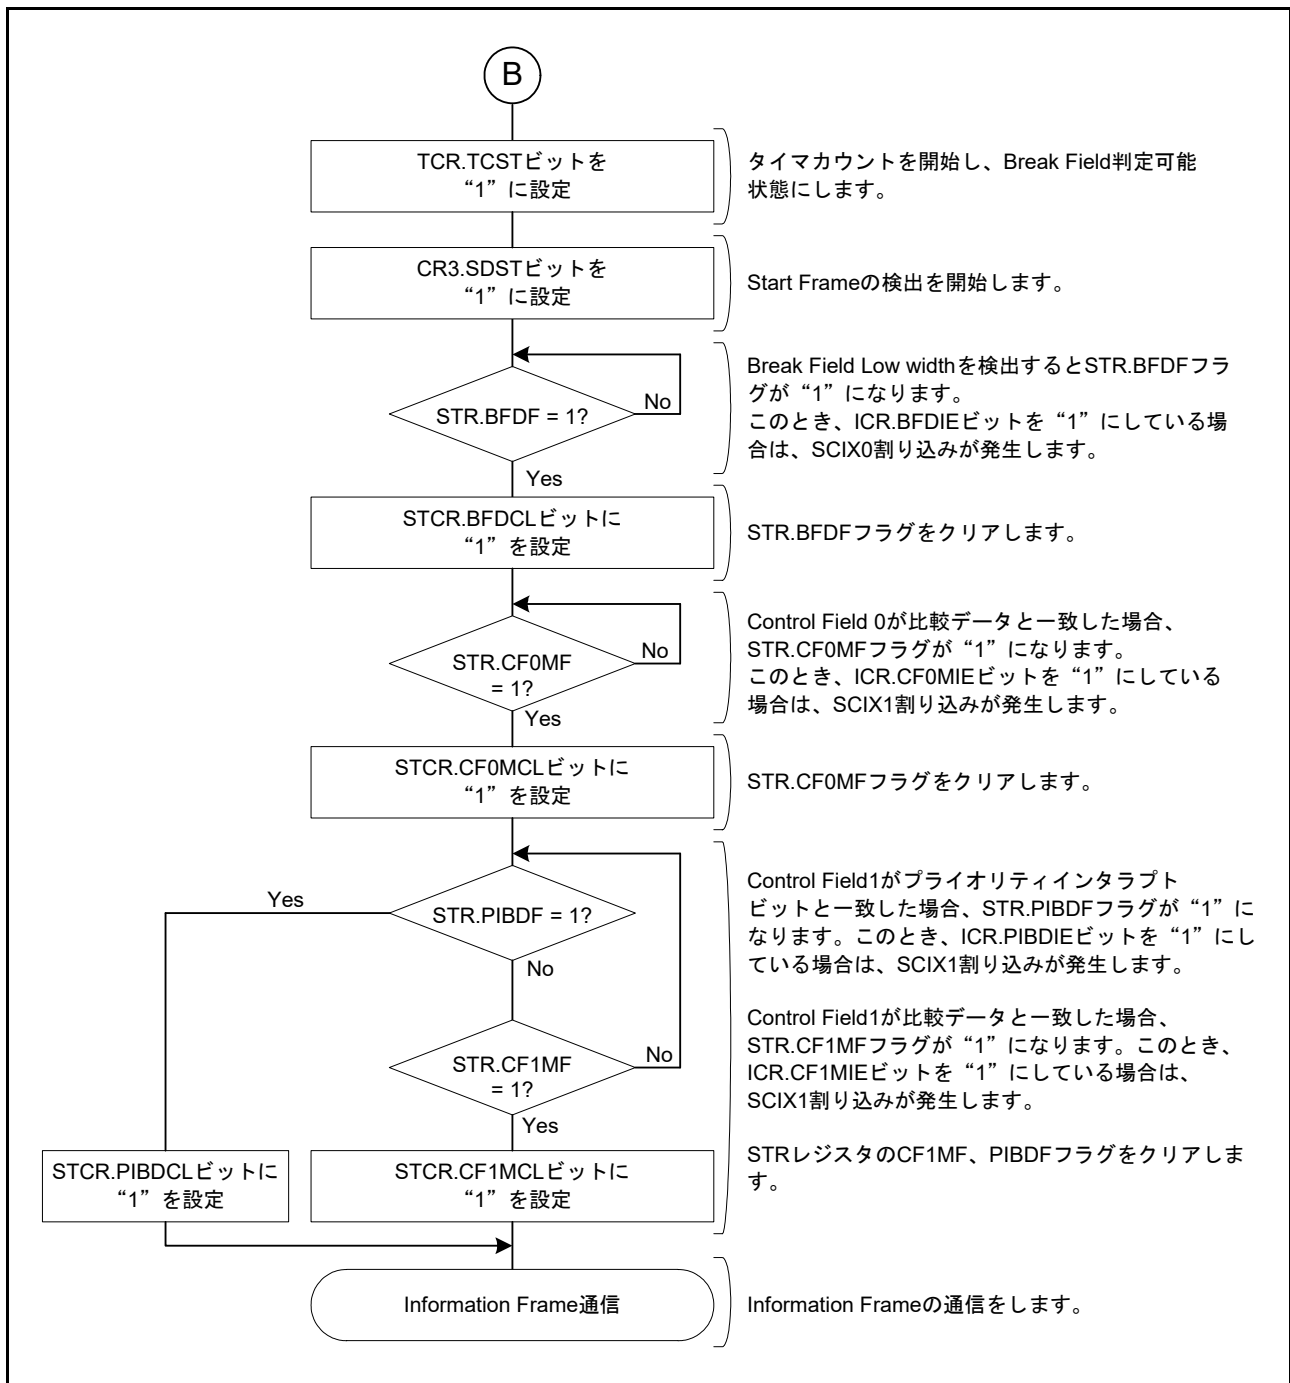 B
TCR.TCSTビットを
“1”に設定
タイマカウントを開始し、Break Field判定可能
状態にします。
CR3.SDSTビットを
“1”に設定
Start Frameの検出を開始します。
STR.BFDF = 1?
No
Yes
Break Field Low widthを検出するとSTR.BFDFフラ
グが“1”になります。
このとき、ICR.BFDIEビットを“1”にしている場
合は、SCIX0割り込みが発生します。
STCR.BFDCLビットに
“1”を設定
STR.BFDFフラグをクリアします。
STR.CF0MF
= 1?
No
Yes
Control Field 0が比較データと一致した場合、
STR.CF0MFフラグが“1”になります。
このとき、ICR.CF0MIEビットを“1”にしている
場合は、SCIX1割り込みが発生します。
STCR.CF0MCLビットに
“1”を設定
STR.CF0MFフラグをクリアします。
STR.PIBDF = 1?
Yes
No
Control Field1がプライオリティインタラプト
ビットと一致した場合、STR.PIBDFフラグが“1”に
なります。このとき、ICR.PIBDIEビットを“1”にし
ている場合は、SCIX1割り込みが発生します。
STR.CF1MF
= 1?
No
Yes
Control Field1が比較データと一致した場合、
STR.CF1MFフラグが“1”になります。このとき、
ICR.CF1MIEビットを“1”にしている場合は、
SCIX1割り込みが発生します。
STCR.PIBDCLビットに
“1”を設定
STCR.CF1MCLビットに
“1”を設定
STRレジスタのCF1MF、PIBDFフラグをクリアしま
す。
Information Frame通信
Information Frameの通信をします。